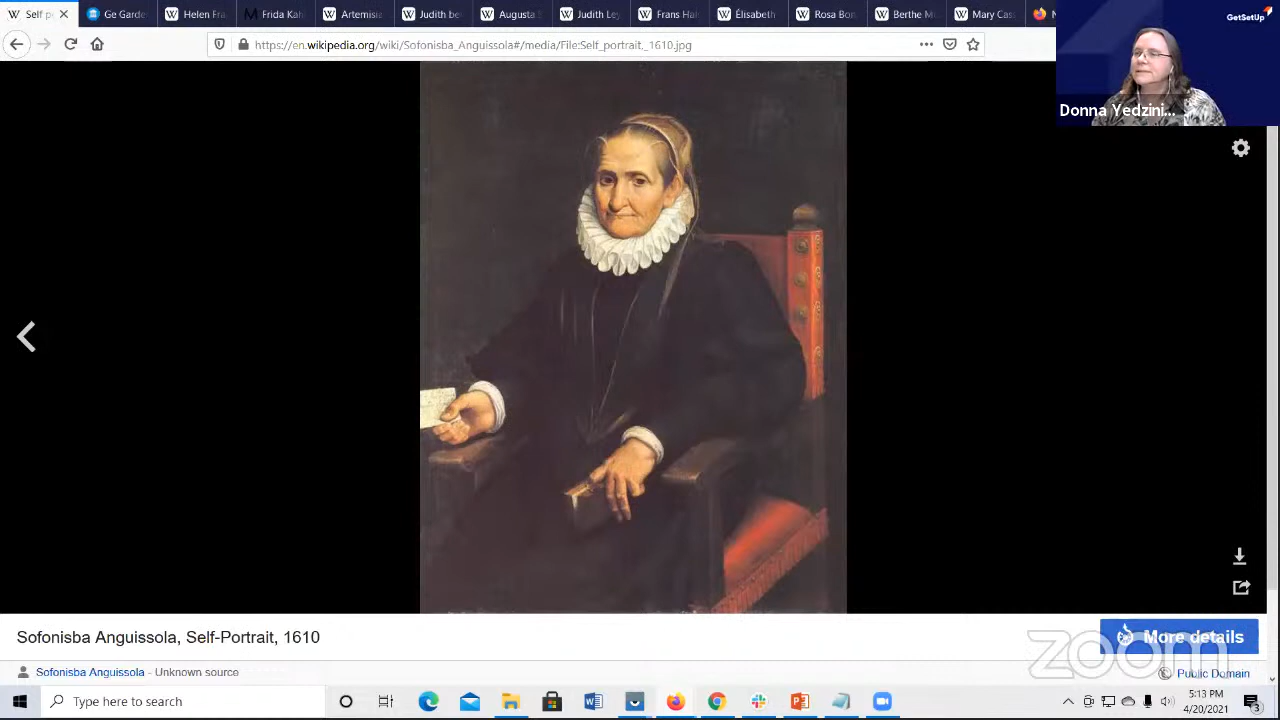 Self p
Ge Garde
Helen Fra
Frida Kah
Artemisia
Judith be
Augusta S
Judith Ley
Frans Hal
Élisabeth
Rosa Bon
Berthe M
Mary Cass
GetSetUp
https://en.wikipedia.org/wiki/Sofonisba_Anguissola#/media/File:Self_portrait,_1610.jpg
Donna Yedzini...
Sofonisba Anguissola, Self-Portrait, 1610
More details
zoom
Sofonisba Anguissola - Unknown source
Public Domain
Type here to search
5:13 PM
4/20/2021
3